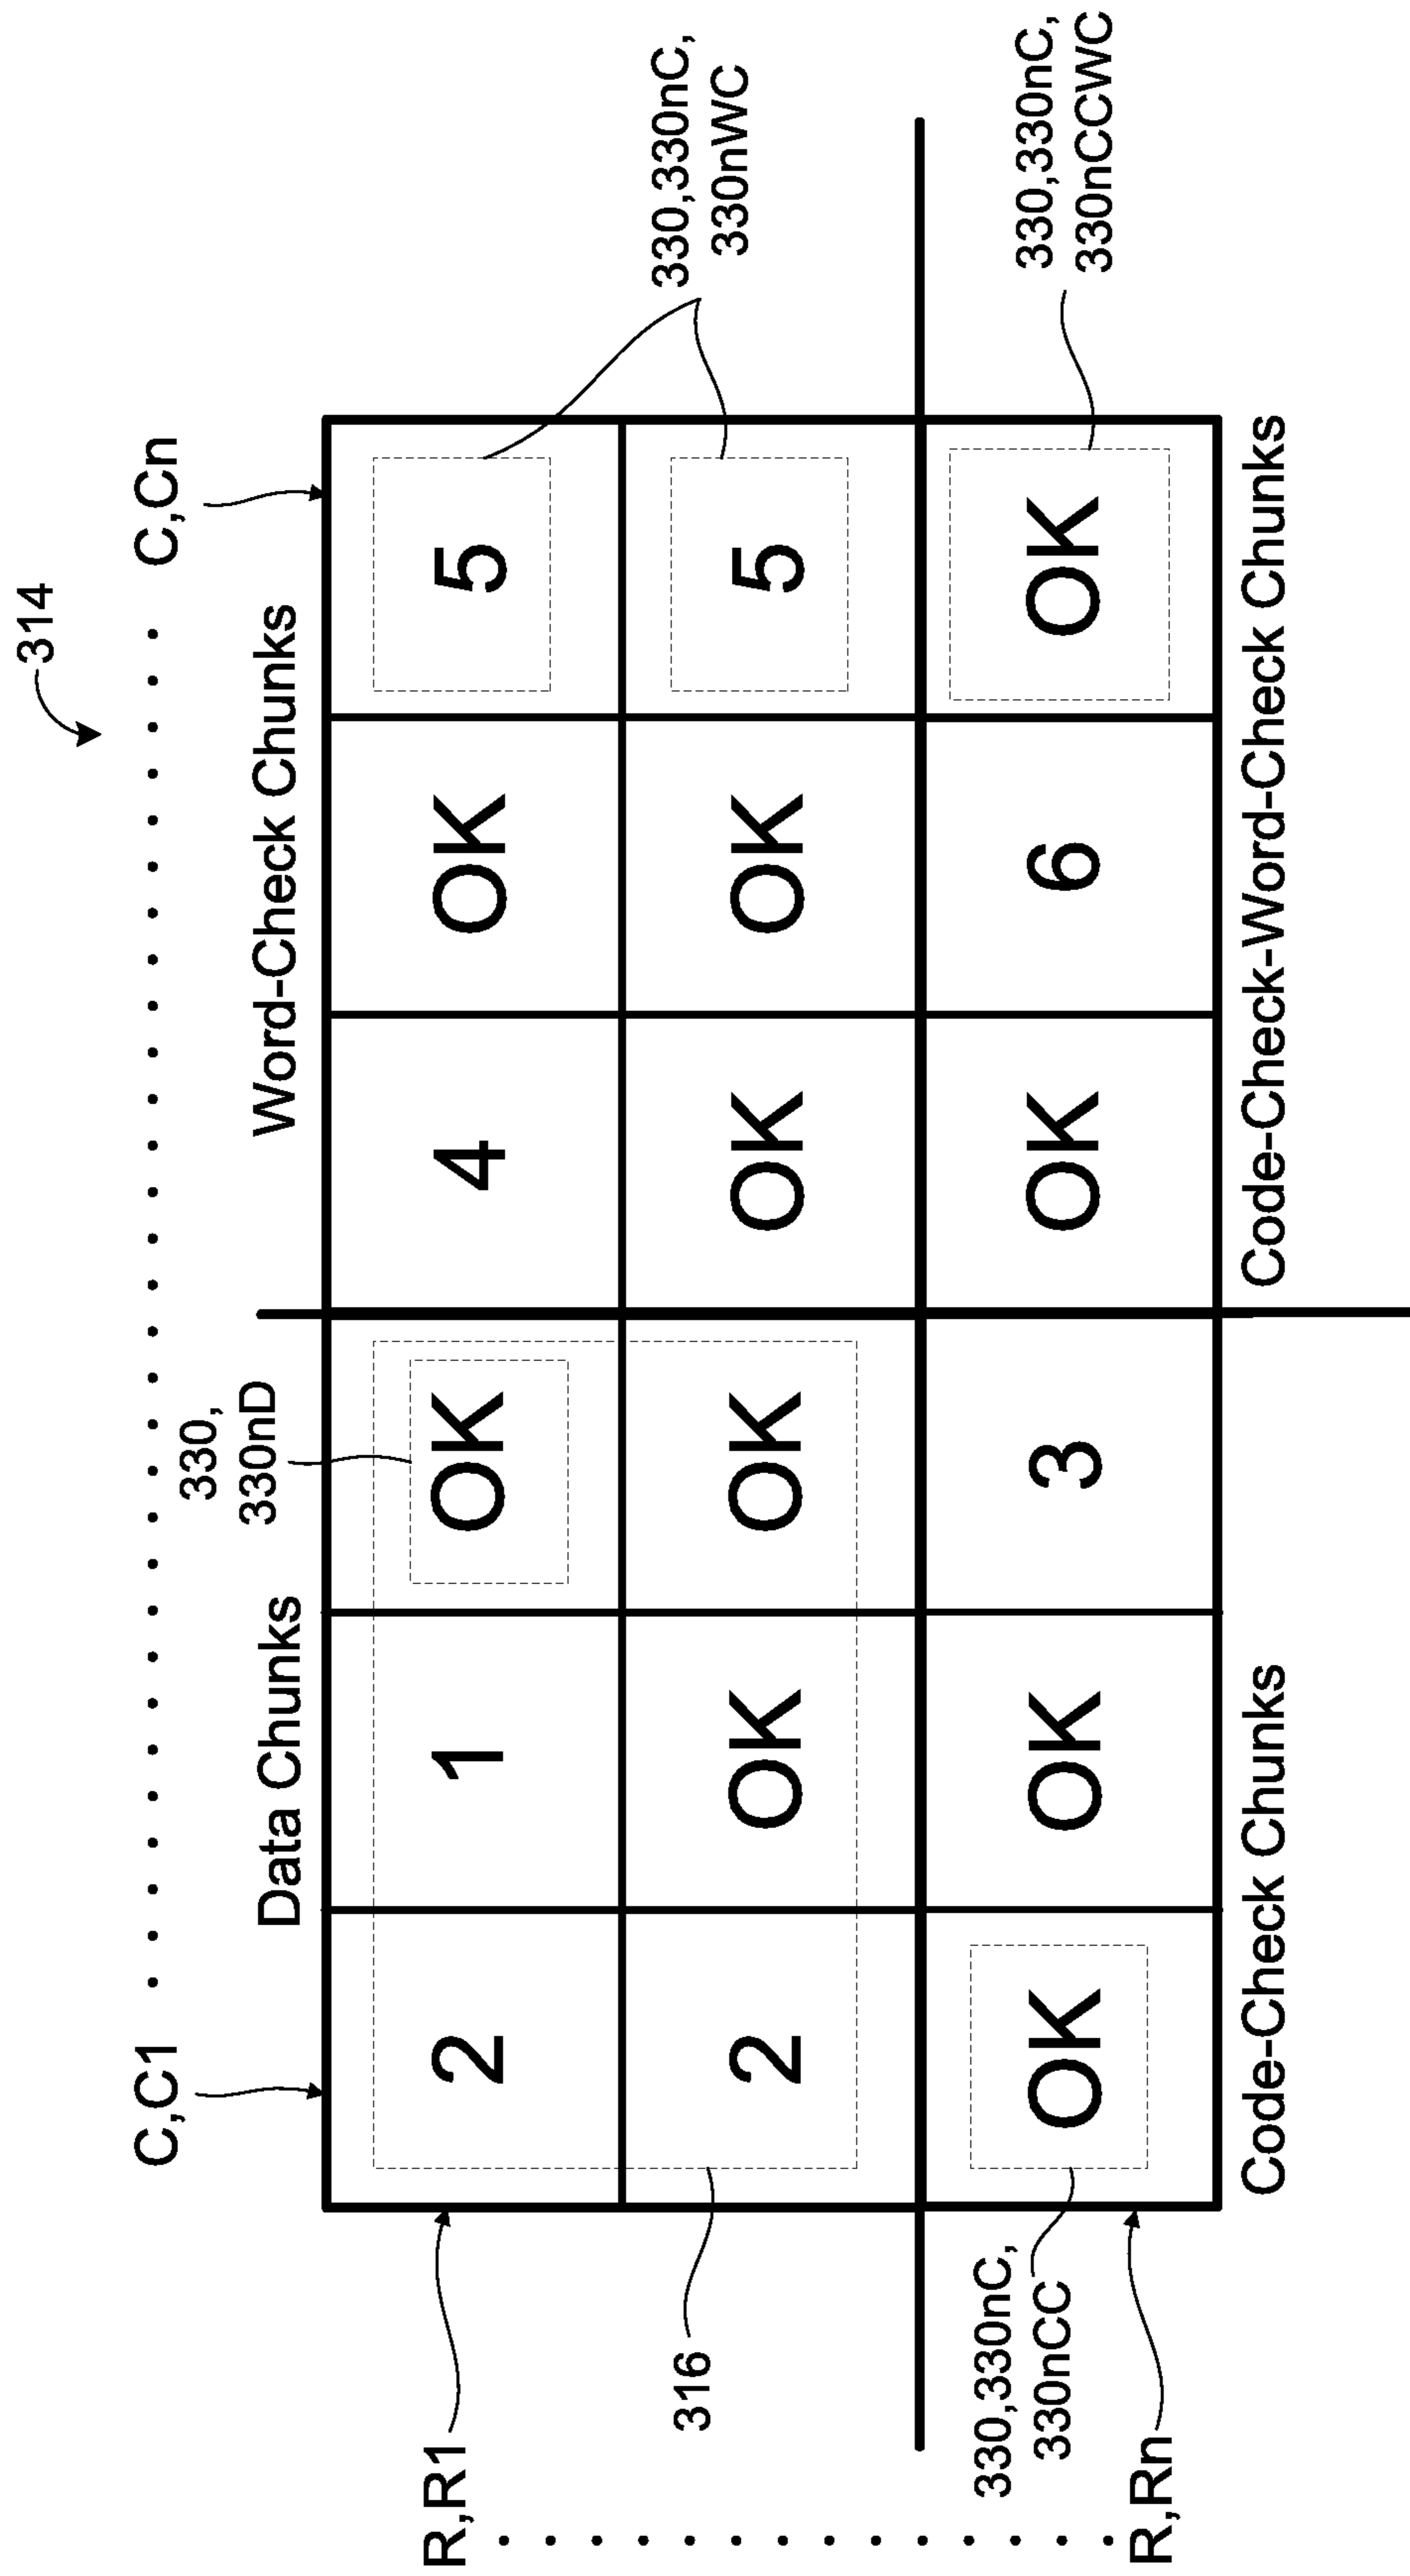 314
C,C1
C,Cn
Data Chunks
Word-Check Chunks
330,
330nD
R,R1
2
1
OK
4
OK
5
330,330nC,
330nWC
316
2
OK
OK
OK
OK
5
330,330nC,
330nCC
R,Rn
OK
OK
3
OK
6
OK
330,330nC,
330nCCWC
Code-Check Chunks
Code-Check-Word-Check Chunks